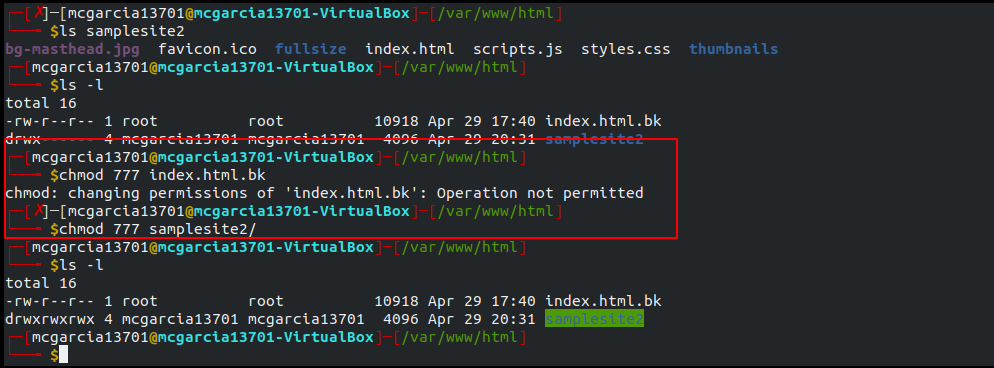 ┌─[✗]─[mcgarcia13701@mcgarcia13701-VirtualBox]─[/var/www/html]
└──╼ $ls samplesite2
bg-masthead.jpg favicon.ico fullsize index.html scripts.js styles.css thumbnails
┌─[mcgarcia13701@mcgarcia13701-VirtualBox]─[/var/www/html]
└──╼ $ls -l
total 16
-rw-r--r-- 1 root root 10918 Apr 29 17:40 index.html.bk
drwx------ 4 mcgarcia13701 mcgarcia13701 4096 Apr 29 20:31 samplesite2
┌─[mcgarcia13701@mcgarcia13701-VirtualBox]─[/var/www/html]
└──╼ $chmod 777 index.html.bk
chmod: changing permissions of 'index.html.bk': Operation not permitted
┌─[✗]─[mcgarcia13701@mcgarcia13701-VirtualBox]─[/var/www/html]
└──╼ $chmod 777 samplesite2/
┌─[mcgarcia13701@mcgarcia13701-VirtualBox]─[/var/www/html]
└──╼ $ls -l
total 16
-rw-r--r-- 1 root root 10918 Apr 29 17:40 index.html.bk
drwxrwxrwx 4 mcgarcia13701 mcgarcia13701 4096 Apr 29 20:31 samplesite2
┌─[mcgarcia13701@mcgarcia13701-VirtualBox]─[/var/www/html]
└──╼ $